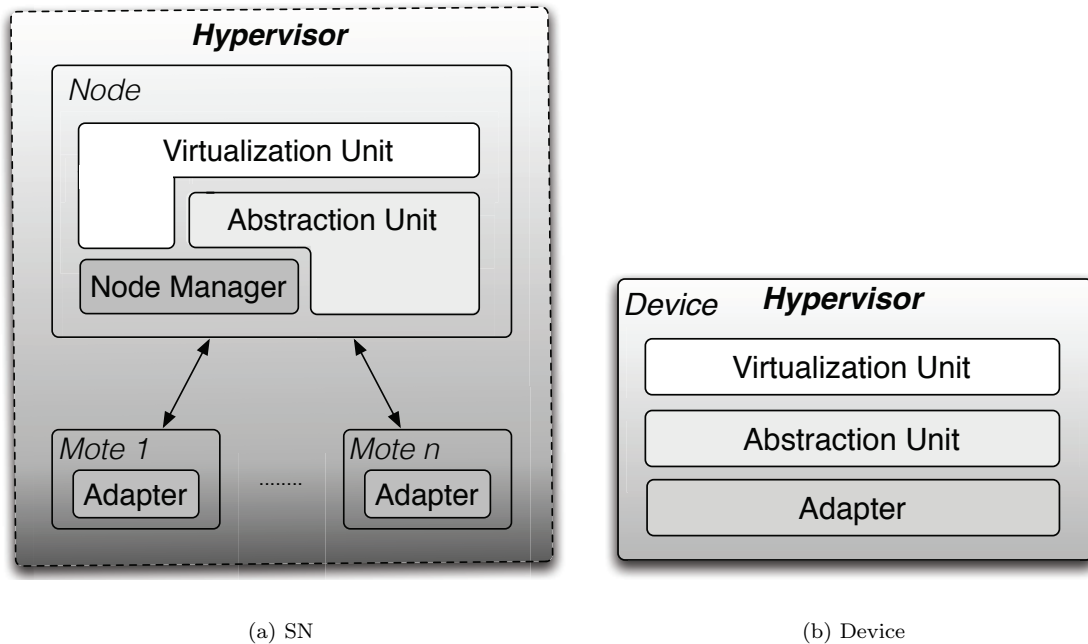 Hypervisor
Node
Virtualization Unit
Abstraction Unit
Node Manager
Mote 1
Adapter
........
Mote n
Adapter
(a) SN
Device
Hypervisor
Virtualization Unit
Abstraction Unit
Adapter
(b) Device